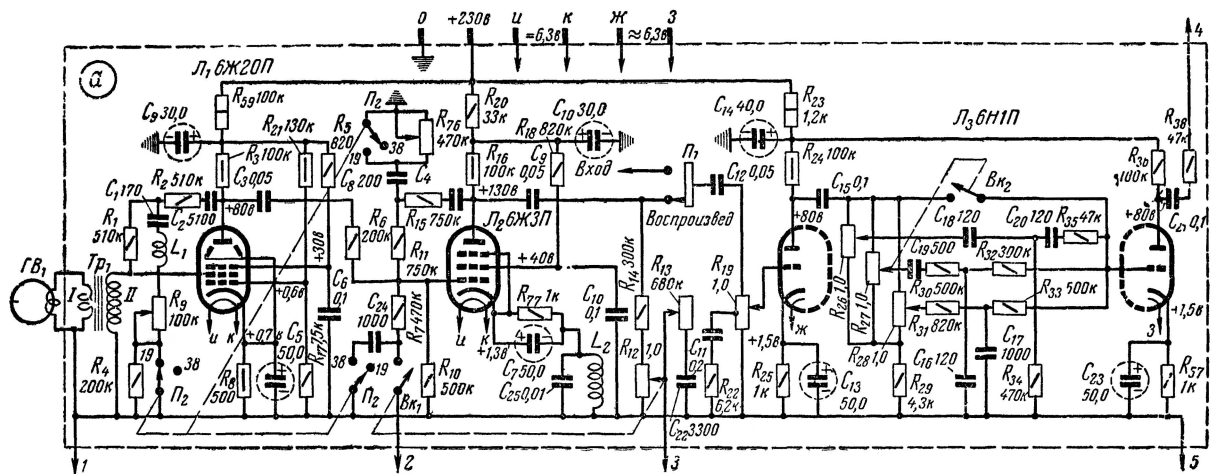 О
+230в
и
=6,3в
к
ж
≈6,3в
З
4
а
Л₁ 6Ж20П
R59 100к
C9 30,0
R21 130к
R5
820
П₂
R76
470к
38
19
R20
33к
C10 30,0
R18 820к
C9
0,05
Вход
П₁
C14 40,0
R23
1,2к
Л₃ 6Н1П
R38
47к
R3 100к
C3 0,05
C8 200
C4
R16
100к
+130в
C12 0,05
R24 100к
C15 0,1
Вк₂
R36
100к
C1 170
R2 510к
C2 5100
+80в
R1
510к
L₁
R6
200к
R15 750к
Л₂ 6Ж3П
Воспроизвед
+80в
C18 120
C20 120
R35 47к
+80в
C21 0,1
ГВ₁
Тр₁
I
II
+30в
R11
750к
+40в
R14 300к
R13
680к
R19
1,0
R26 1,0
R27 1,0
C19 500
R30
500к
R32 300к
R33 500к
R9
100к
+0,6в
C6
0,1
C24
1000
R7 470к
R77 1к
C10
0,1
R31
820к
и
к
+0,7в
C5
50,0
R17 7,5к
и
к
+1,3в
C7 50,0
L₂
C11
0,2
ж
+1,5в
R28 1,0
C17
1000
З
+1,5в
R4
200к
19
38
П₂
R8
500
38
19
П₂
Вк₁
R10
500к
C25 0,01
R12 1,0
R22
6,2к
C22 3300
R25
1к
C13
50,0
R29
4,3к
C16 120
R34
470к
C23
50,0
R57
1к
1
2
3
5